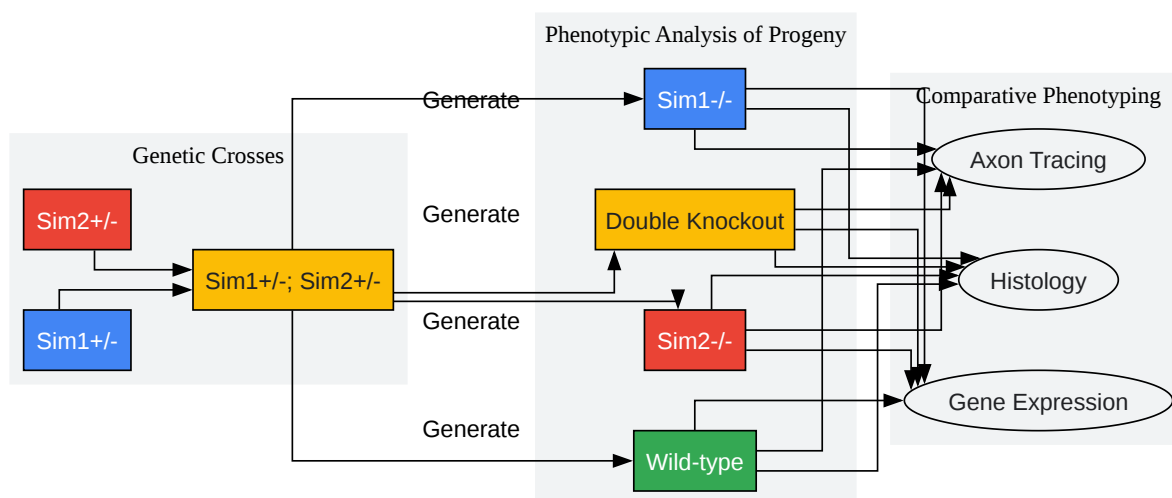 Phenotypic Analysis of Progeny
Generate
Sim1-/-
Comparative Phenotyping
Genetic Crosses
Axon Tracing
Sim2+/-
Generate
Double Knockout
Sim1+/-; Sim2+/-
Histology
Sim1+/-
Generate
Sim2-/-
Gene Expression
Generate
Wild-type